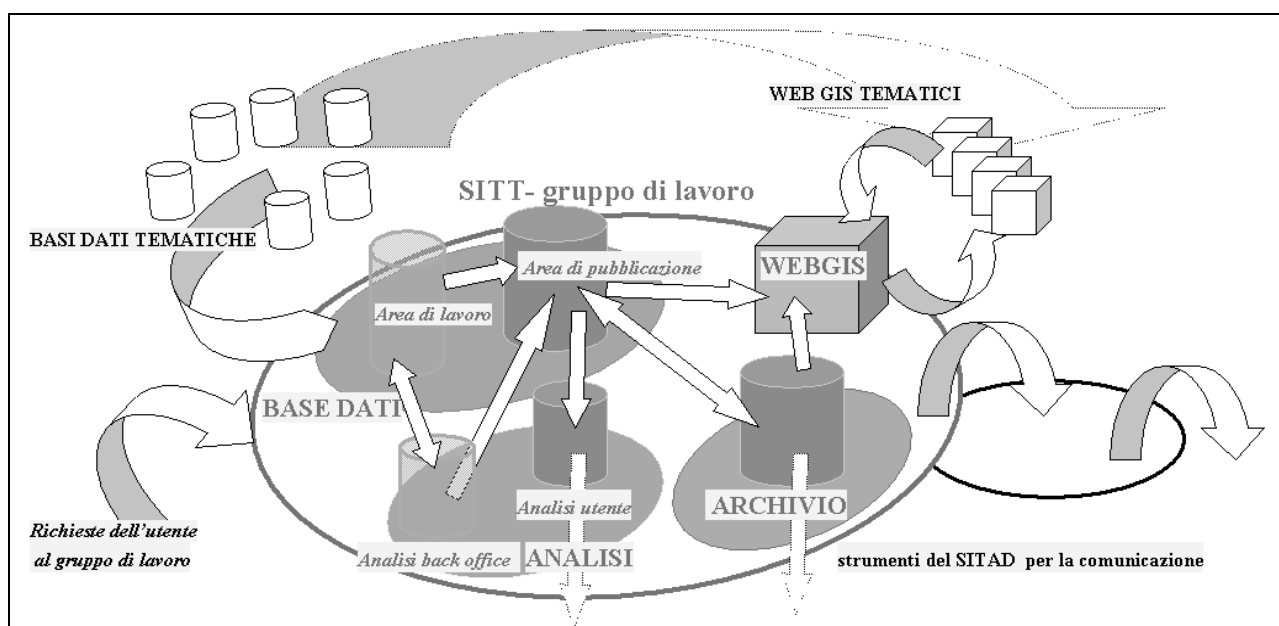 WEB GIS TEMATICI
SITT- gruppo di lavoro
BASI DATI TEMATICHE
Area di pubblicazione
WEBGIS
Area di lavoro
BASE DATI
Analisi utente
ARCHIVIO
Richieste dell'utente
al gruppo di lavoro
Analisi back office
ANALISI
strumenti del SITAD per la comunicazione